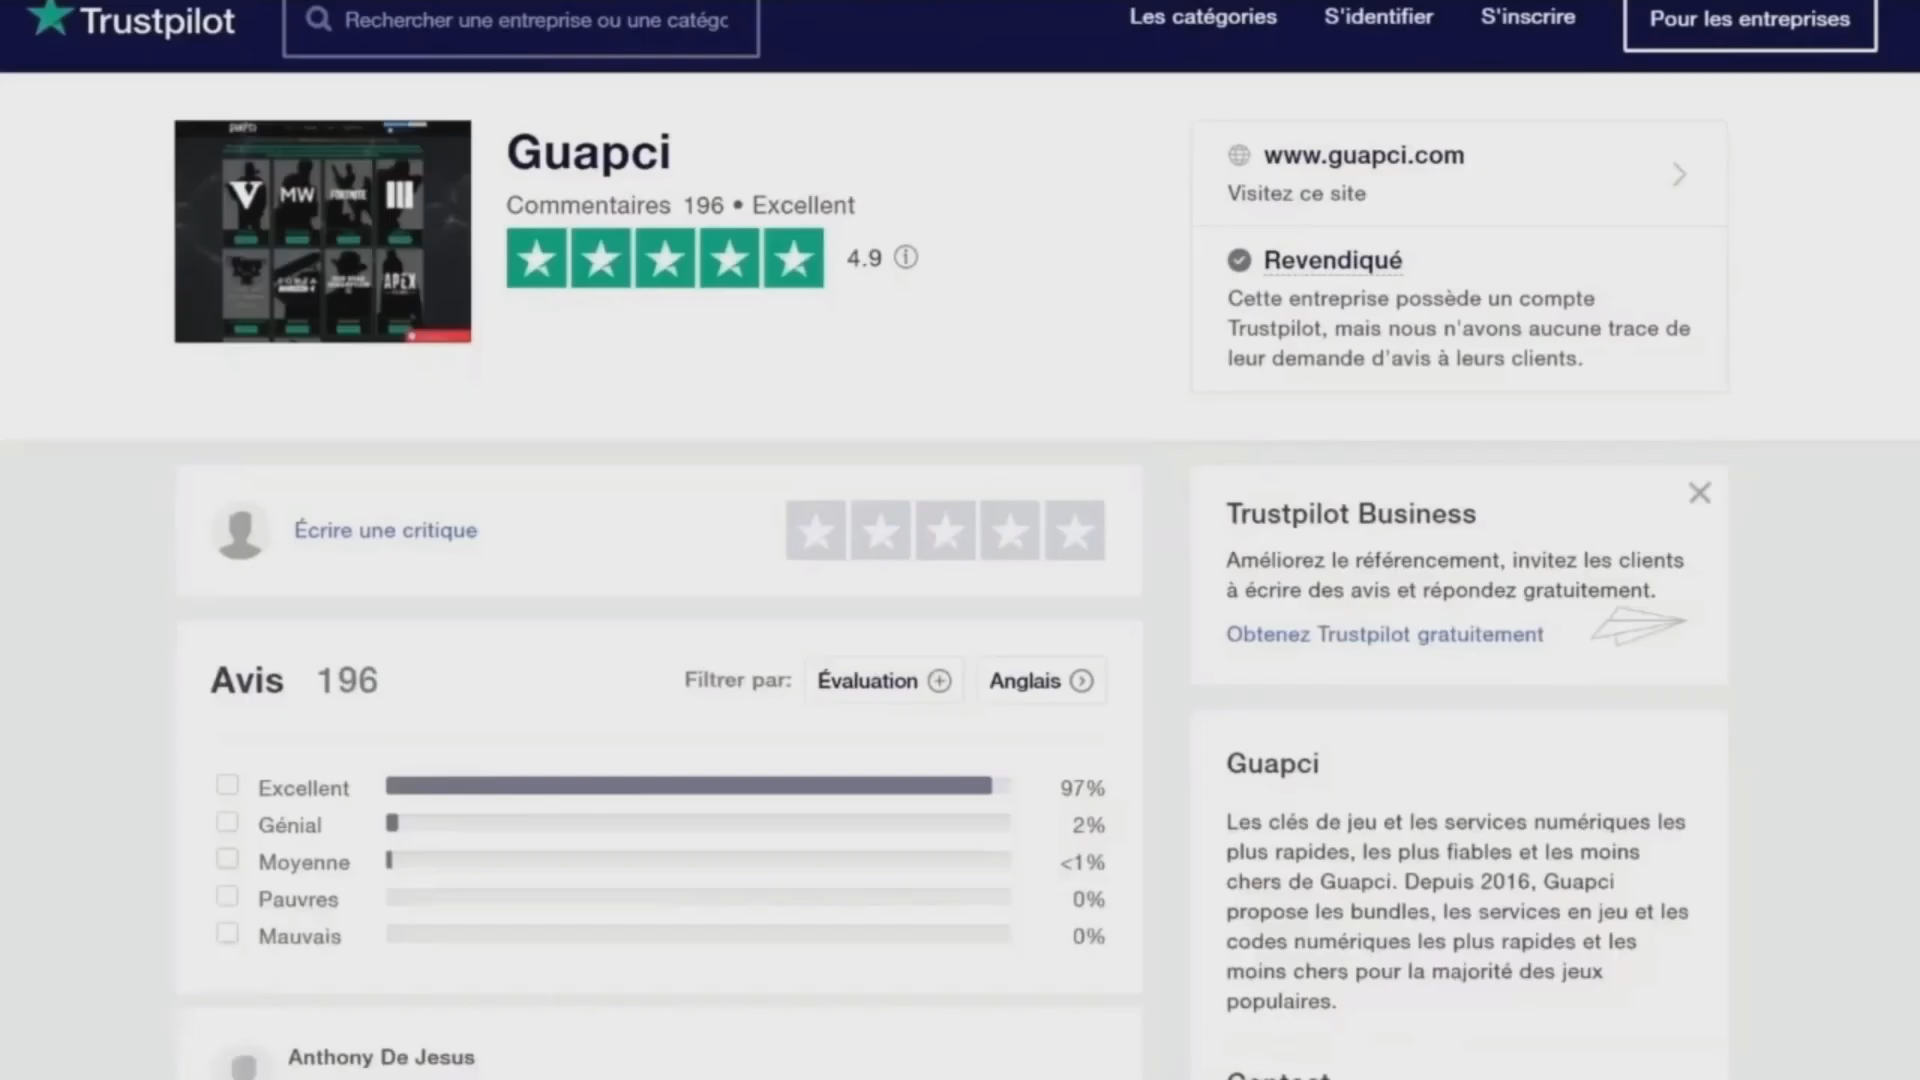 Trustpilot
Rechercher une entreprise ou une catégc
Les catégories
S'identifier
S'inscrire
Pour les entreprises
V
MW
FORTNITE
APEX
Guapci
Commentaires 196 • Excellent
4.9
www.guapci.com
Visitez ce site
Revendiqué
Cette entreprise possède un compte
Trustpilot, mais nous n'avons aucune trace de
leur demande d'avis à leurs clients.
Écrire une critique
Trustpilot Business
Améliorez le référencement, invitez les clients
à écrire des avis et répondez gratuitement.
Obtenez Trustpilot gratuitement
Avis 196
Filtrer par:
Évaluation
Anglais
Excellent 97%
Génial 2%
Moyenne <1%
Pauvres 0%
Mauvais 0%
Guapci
Les clés de jeu et les services numériques les
plus rapides, les plus fiables et les moins
chers de Guapci. Depuis 2016, Guapci
propose les bundles, les services en jeu et les
codes numériques les plus rapides et les
moins chers pour la majorité des jeux
populaires.
Anthony De Jesus
Contact